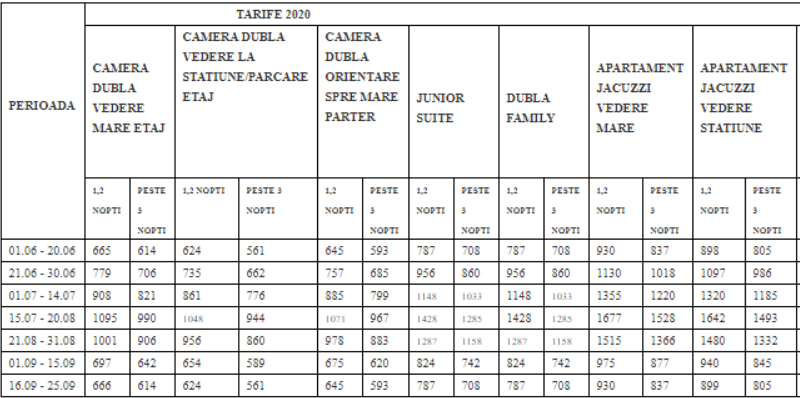 TARIFE 2020
PERIOADA
CAMERA
DUBLA
VEDERE
MARE ETAJ
CAMERA DUBLA
VEDERE LA
STATIUNE/PARCARE
ETAJ
CAMERA
DUBLA
ORIENTARE
SPRE MARE
PARTER
JUNIOR
SUITE
DUBLA
FAMILY
APARTAMENT
JACUZZI
VEDERE
MARE
APARTAMENT
JACUZZI
VEDERE
STATIUNE
1,2
NOPTI
PESTE
3
NOPTI
1,2 NOPTI
PESTE 3
NOPTI
1,2
NOPTI
PESTE
3
NOPTI
1,2
NOPTI
PESTE
3
NOPTI
1,2
NOPTI
PESTE
3
NOPTI
1,2
NOPTI
PESTE
3
NOPTI
1,2
NOPTI
PESTE
3
NOPTI
01.06 - 20.06 665 614 624 561 645 593 787 708 787 708 930 837 898 805
21.06 - 30.06 779 706 735 662 757 685 956 860 956 860 1130 1018 1097 986
01.07 - 14.07 908 821 861 776 885 799 1148 1033 1148 1033 1355 1220 1320 1185
15.07 - 20.08 1095 990 1048 944 1071 967 1428 1285 1428 1285 1677 1528 1642 1493
21.08 - 31.08 1001 906 956 860 978 883 1287 1158 1287 1158 1515 1366 1480 1332
01.09 - 15.09 697 642 654 589 675 620 824 742 824 742 975 877 940 845
16.09 - 25.09 666 614 624 561 645 593 787 708 787 708 930 837 899 805